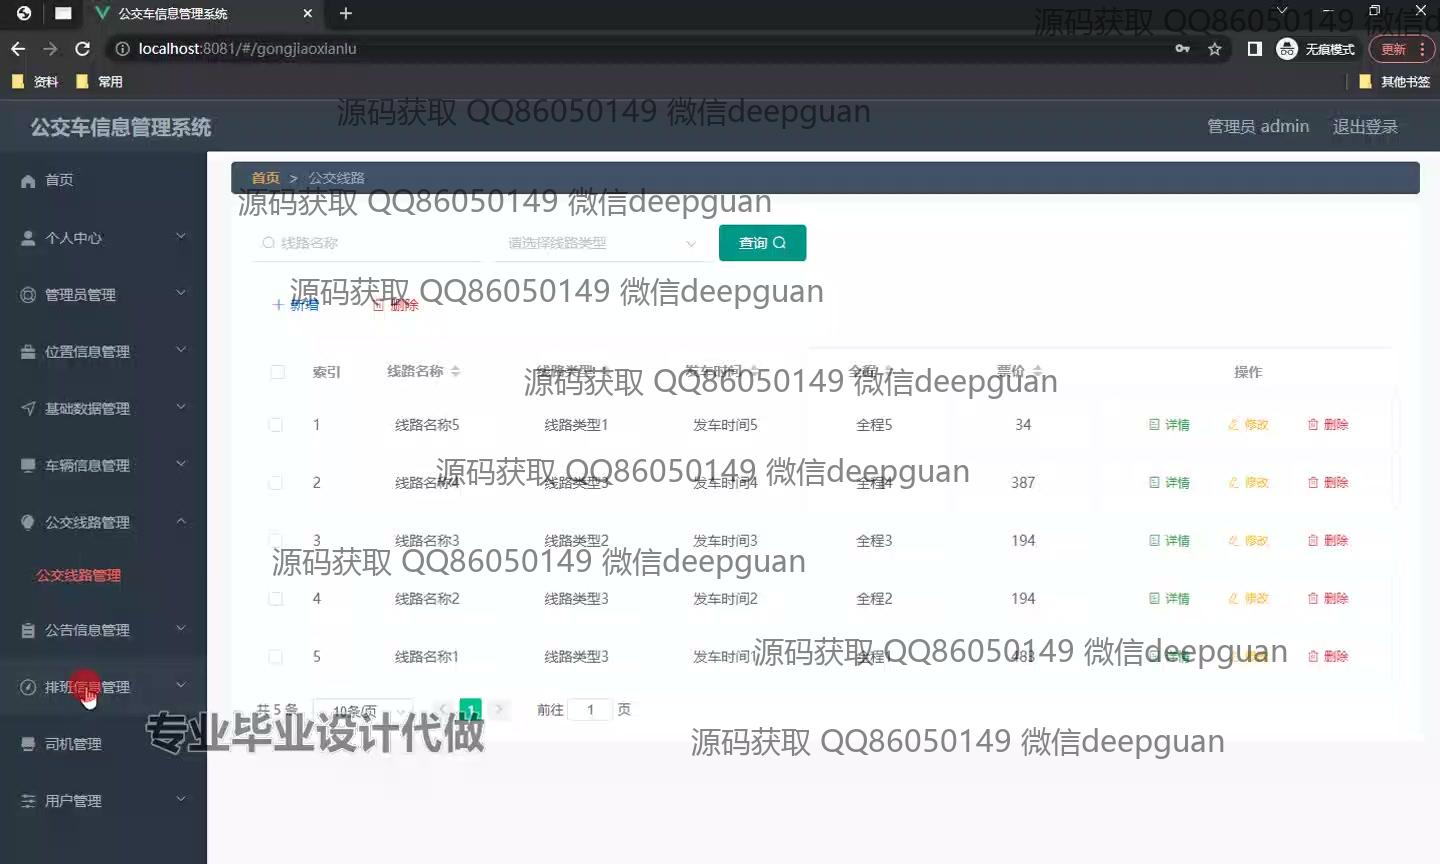 公交车信息管理系统
localhost:8081/#/gongjiaoxianlu
无痕模式
更新
资料
常用
其他书签
源码获取 QQ86050149 微信deepguan
源码获取 QQ86050149 微信deepguan
公交车信息管理系统
管理员 admin
退出登录
首页
个人中心
管理员管理
位置信息管理
基础数据管理
车辆信息管理
公交线路管理
公交线路管理
公告信息管理
排班信息管理
司机管理
用户管理
首页 > 公交线路
源码获取 QQ86050149 微信deepguan
线路名称
请选择线路类型
查询
源码获取 QQ86050149 微信deepguan
新增
删除
索引 线路名称 线路类型 发车时间 全程 票价 操作
源码获取 QQ86050149 微信deepguan
1 线路名称5 线路类型1 发车时间5 全程5 34 详情 修改 删除
源码获取 QQ86050149 微信deepguan
2 线路名称4 线路类型3 发车时间4 全程4 387 详情 修改 删除
3 线路名称3 线路类型2 发车时间3 全程3 194 详情 修改 删除
源码获取 QQ86050149 微信deepguan
4 线路名称2 线路类型3 发车时间2 全程2 194 详情 修改 删除
源码获取 QQ86050149 微信deepguan
5 线路名称1 线路类型3 发车时间1 全程1 483 详情 删除
共 5 条 10条/页 1 前往 1 页
专业毕业设计代做
源码获取 QQ86050149 微信deepguan